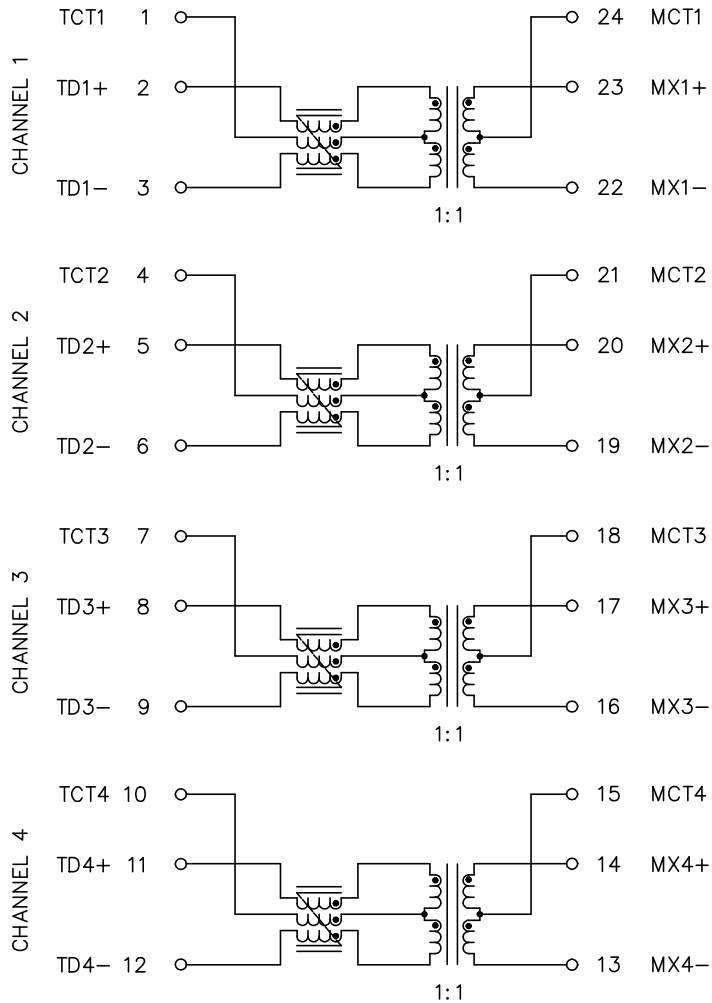 CHANNEL 1
TCT1 1 24 MCT1
TD1+ 2 23 MX1+
TD1− 3 22 MX1−
1:1
CHANNEL 2
TCT2 4 21 MCT2
TD2+ 5 20 MX2+
TD2− 6 19 MX2−
1:1
CHANNEL 3
TCT3 7 18 MCT3
TD3+ 8 17 MX3+
TD3− 9 16 MX3−
1:1
CHANNEL 4
TCT4 10 15 MCT4
TD4+ 11 14 MX4+
TD4− 12 13 MX4−
1:1